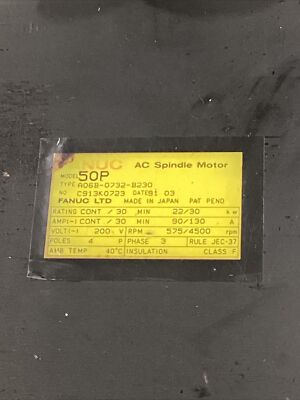 FANUC AC Spindle Motor
MODEL 50P
TYPE A06B-0732-B230
NO. C913K0723 DATE 91 03
FANUC LTD MADE IN JAPAN PAT PEND
RATING CONT / 30 MIN 22/30 kW
AMP(~) CONT / 30 MIN 90/130 A
VOLT(~) 200 V RPM 575/4500 rpm
POLES 4 P PHASE 3 RULE JEC-37
AMB TEMP 40°C INSULATION CLASS F